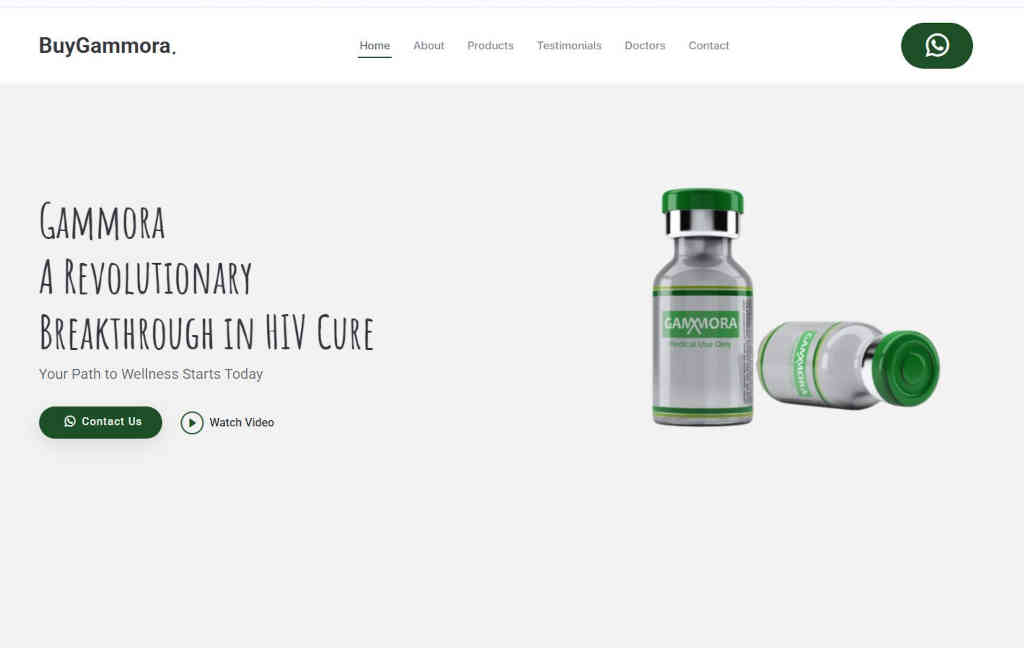 BuyGammora.
Home About Products Testimonials Doctors Contact
Gammora
A Revolutionary
Breakthrough in HIV Cure
Your Path to Wellness Starts Today
Contact Us
Watch Video
GAMMORA
Medical Use Only
GAMMORA